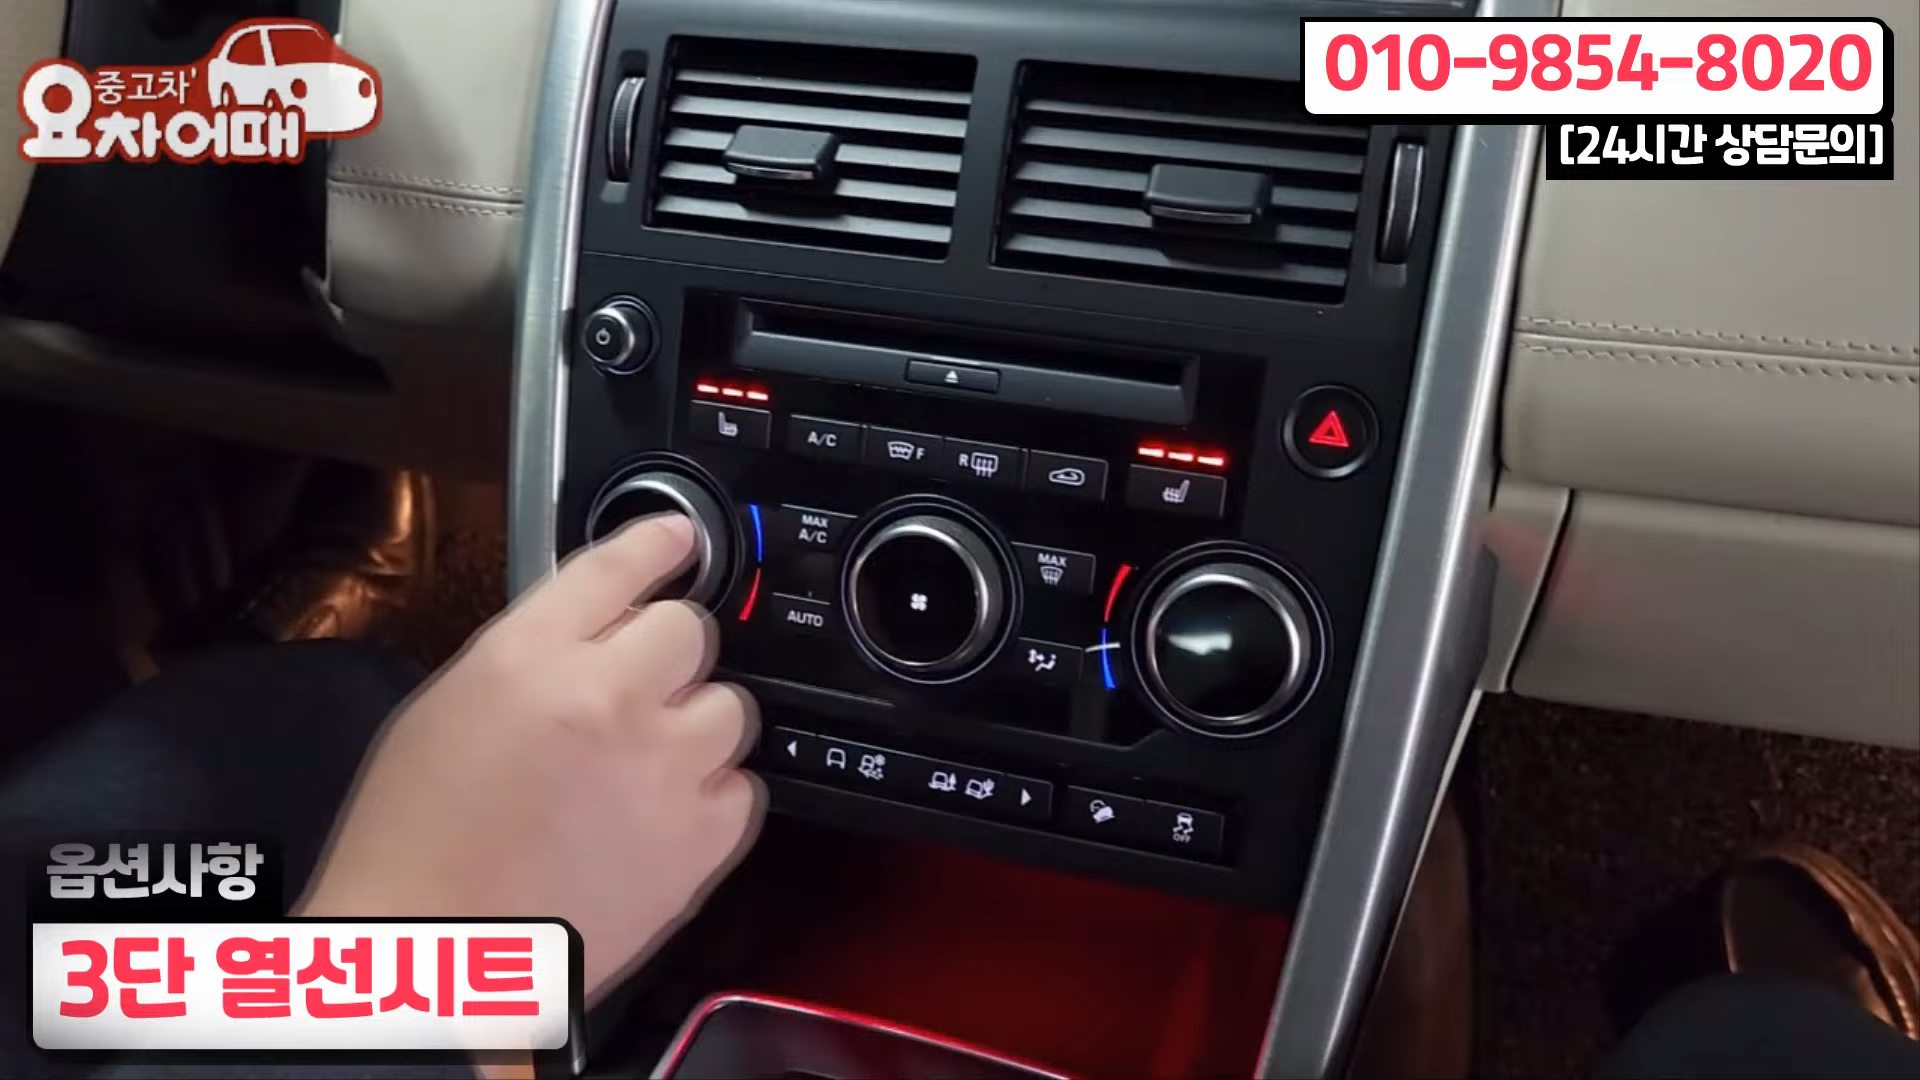 중고차'
요차어때
010-9854-8020
[24시간 상담문의]
A/C
F
R
MAX
A/C
MAX
AUTO
OFF
옵션사항
3단 열선시트